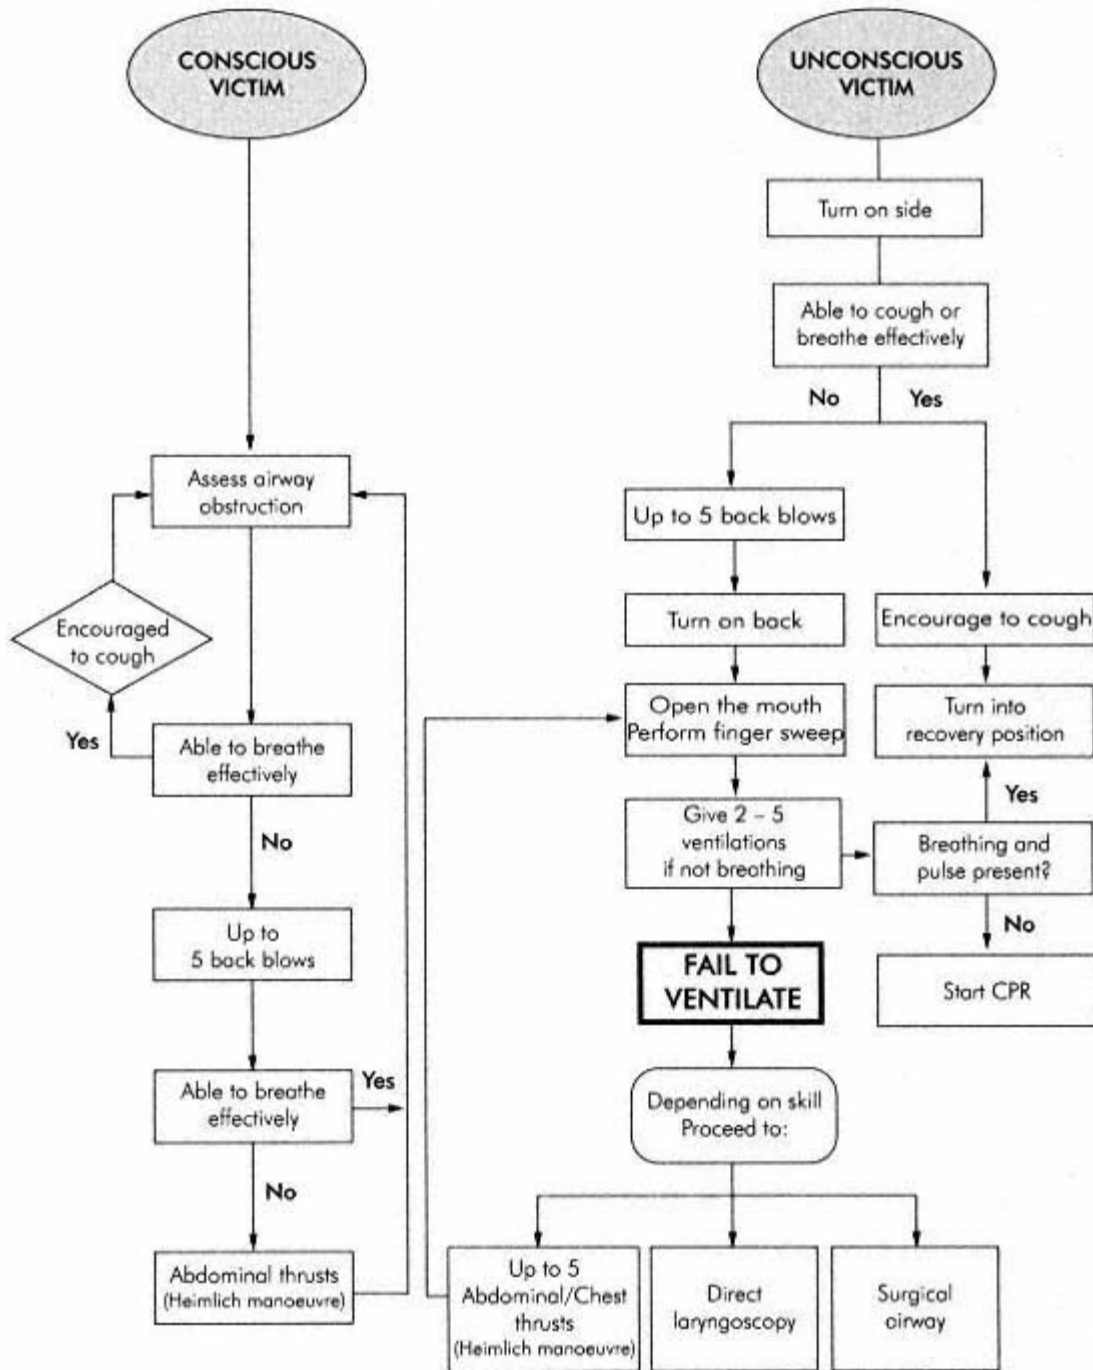 CONSCIOUS
VICTIM
Assess airway
obstruction
Encouraged
to cough
Yes
Able to breathe
effectively
No
Up to
5 back blows
Able to breathe
effectively
Yes
No
Abdominal thrusts
(Heimlich manoeuvre)
UNCONSCIOUS
VICTIM
Turn on side
Able to cough or
breathe effectively
No
Yes
Up to 5 back blows
Turn on back
Open the mouth
Perform finger sweep
Give 2 – 5
ventilations
if not breathing
Encourage to cough
Turn into
recovery position
Yes
Breathing and
pulse present?
No
Start CPR
FAIL TO
VENTILATE
Depending on skill
Proceed to:
Up to 5
Abdominal/Chest
thrusts
(Heimlich manoeuvre)
Direct
laryngoscopy
Surgical
airway